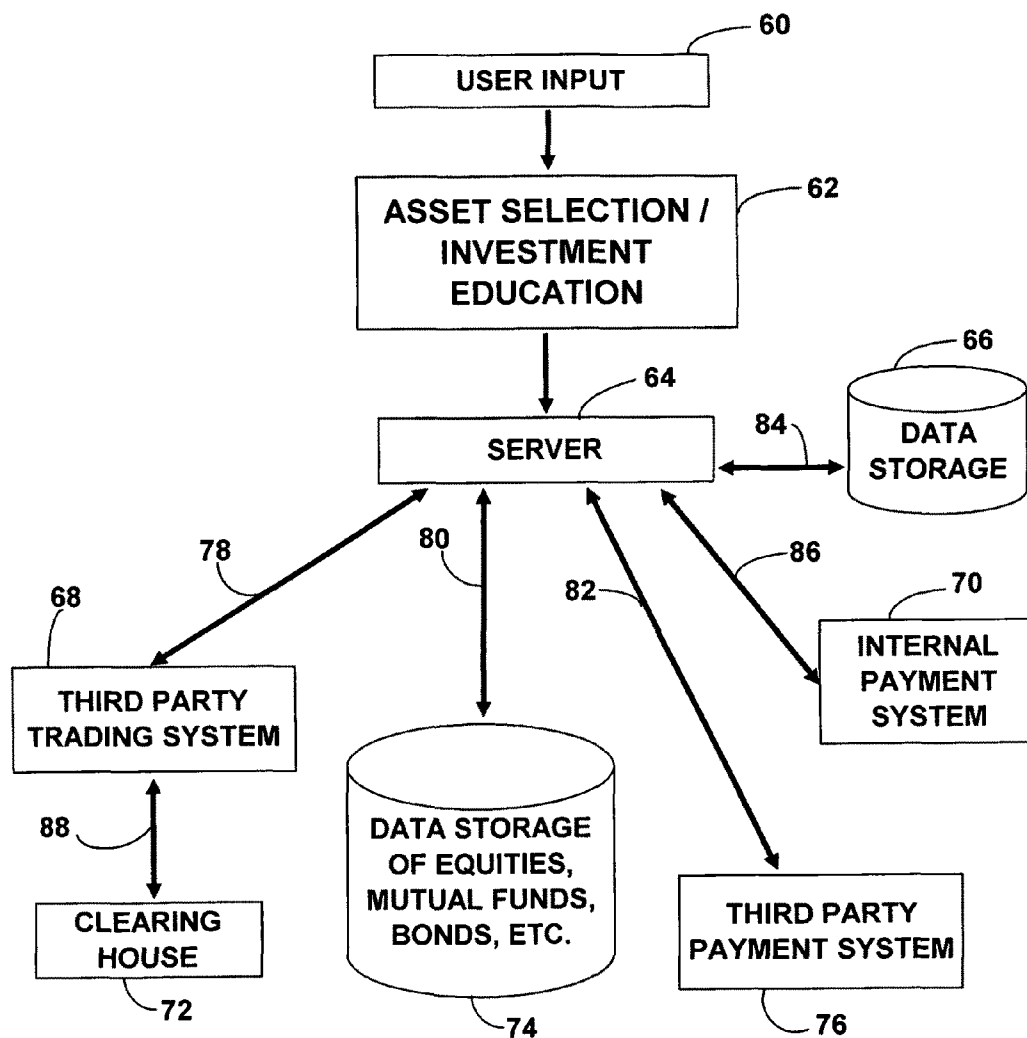 60
USER INPUT
62
ASSET SELECTION /
INVESTMENT
EDUCATION
66
64
SERVER
84
DATA
STORAGE
78
80
82
86
68
70
THIRD PARTY
TRADING SYSTEM
INTERNAL
PAYMENT
SYSTEM
88
DATA STORAGE
OF EQUITIES,
MUTUAL FUNDS,
BONDS, ETC.
CLEARING
HOUSE
THIRD PARTY
PAYMENT SYSTEM
72
74
76